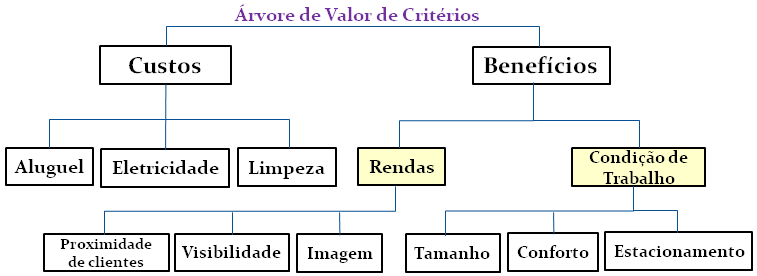 Árvore de Valor de Critérios
Custos
Benefícios
Aluguel
Eletricidade
Limpeza
Rendas
Condição de
Trabalho
Proximidade
de clientes
Visibilidade
Imagem
Tamanho
Conforto
Estacionamento